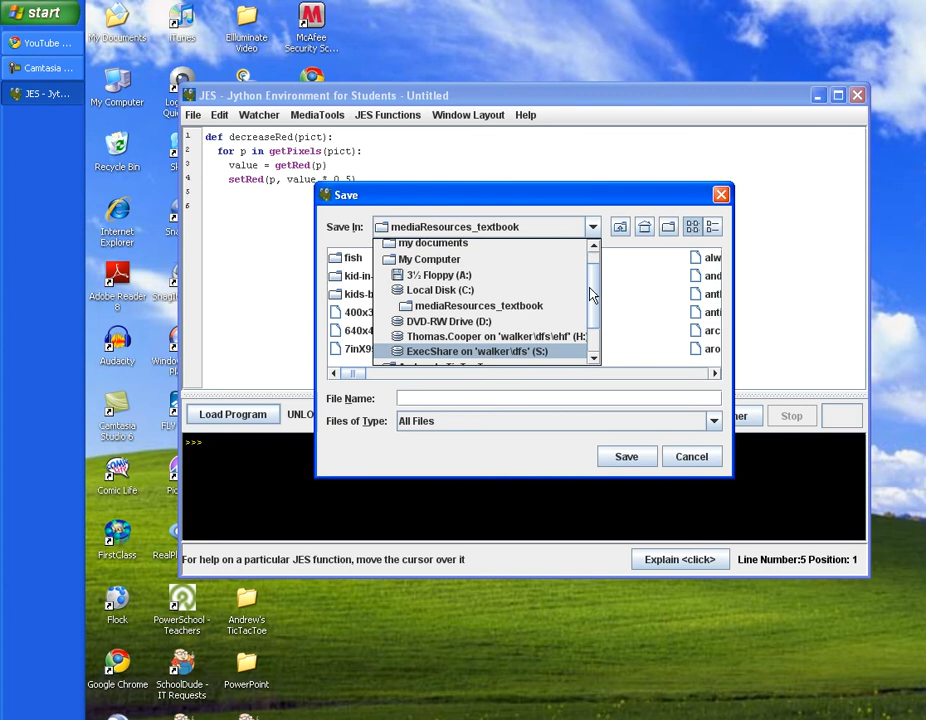 start
YouTube ...
Camtasia ...
JES - Jyt...
My Documents
iTunes
Elluminate
Video
McAfee
Security Sc...
My Computer
Recycle Bin
Internet
Explorer
Adobe Reader
8
Audacity
Camtasia
Studio 6
Comic Life
FirstClass
Flock
PowerSchool -
Teachers
Andrew's
TicTacToe
Google Chrome
SchoolDude -
IT Requests
PowerPoint
JES - Jython Environment for Students - Untitled
File Edit Watcher MediaTools JES Functions Window Layout Help
1 def decreaseRed(pict):
2 for p in getPixels(pict):
3 value = getRed(p)
4 setRed(p, value * 0.5)
5
6
Save
Save In: mediaResources_textbook
my documents
My Computer
3½ Floppy (A:)
Local Disk (C:)
mediaResources_textbook
DVD-RW Drive (D:)
Thomas.Cooper on 'walker\dfs\ehf' (H:
ExecShare on 'walker\dfs' (S:)
fish
kid-in-
kids-b
400x3
640x4
7inX9
alw
and
ant
ant
arc
aro
File Name:
Files of Type: All Files
Save Cancel
Load Program UNLO
ner Stop
>>>
For help on a particular JES function, move the cursor over it
Explain <click> Line Number:5 Position: 1